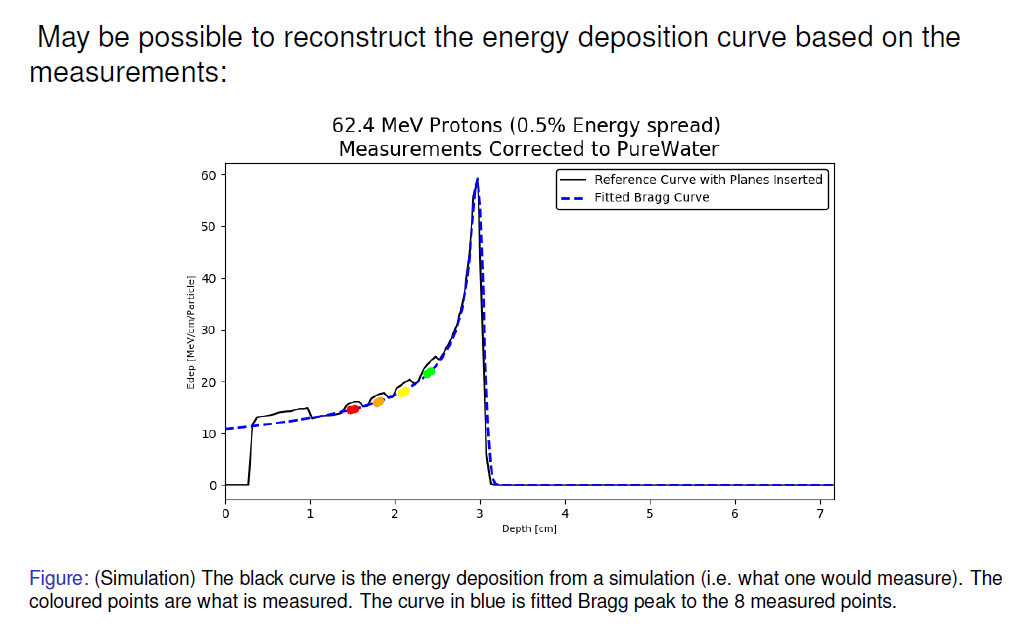 May be possible to reconstruct the energy deposition curve based on the
measurements:
62.4 MeV Protons (0.5% Energy spread)
Measurements Corrected to PureWater
Reference Curve with Planes Inserted
Fitted Bragg Curve
Edep [MeV/cm/Particle]
60
50
40
30
20
10
0
0 1 2 3 4 5 6 7
Depth [cm]
Figure: (Simulation) The black curve is the energy deposition from a simulation (i.e. what one would measure). The
coloured points are what is measured. The curve in blue is fitted Bragg peak to the 8 measured points.